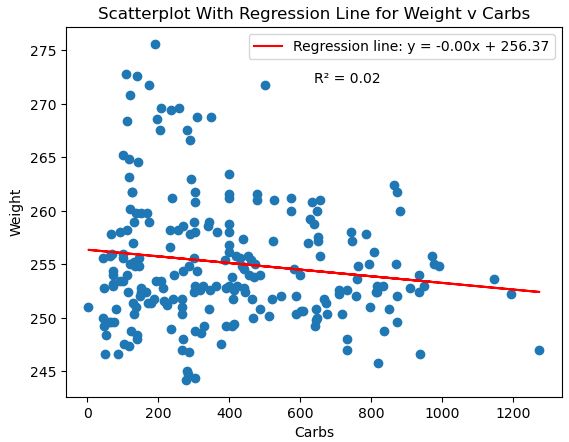 Scatterplot With Regression Line for Weight v Carbs
Regression line: y = -0.00x + 256.37
R² = 0.02
275
270
265
260
255
250
245
Weight
0 200 400 600 800 1000 1200
Carbs